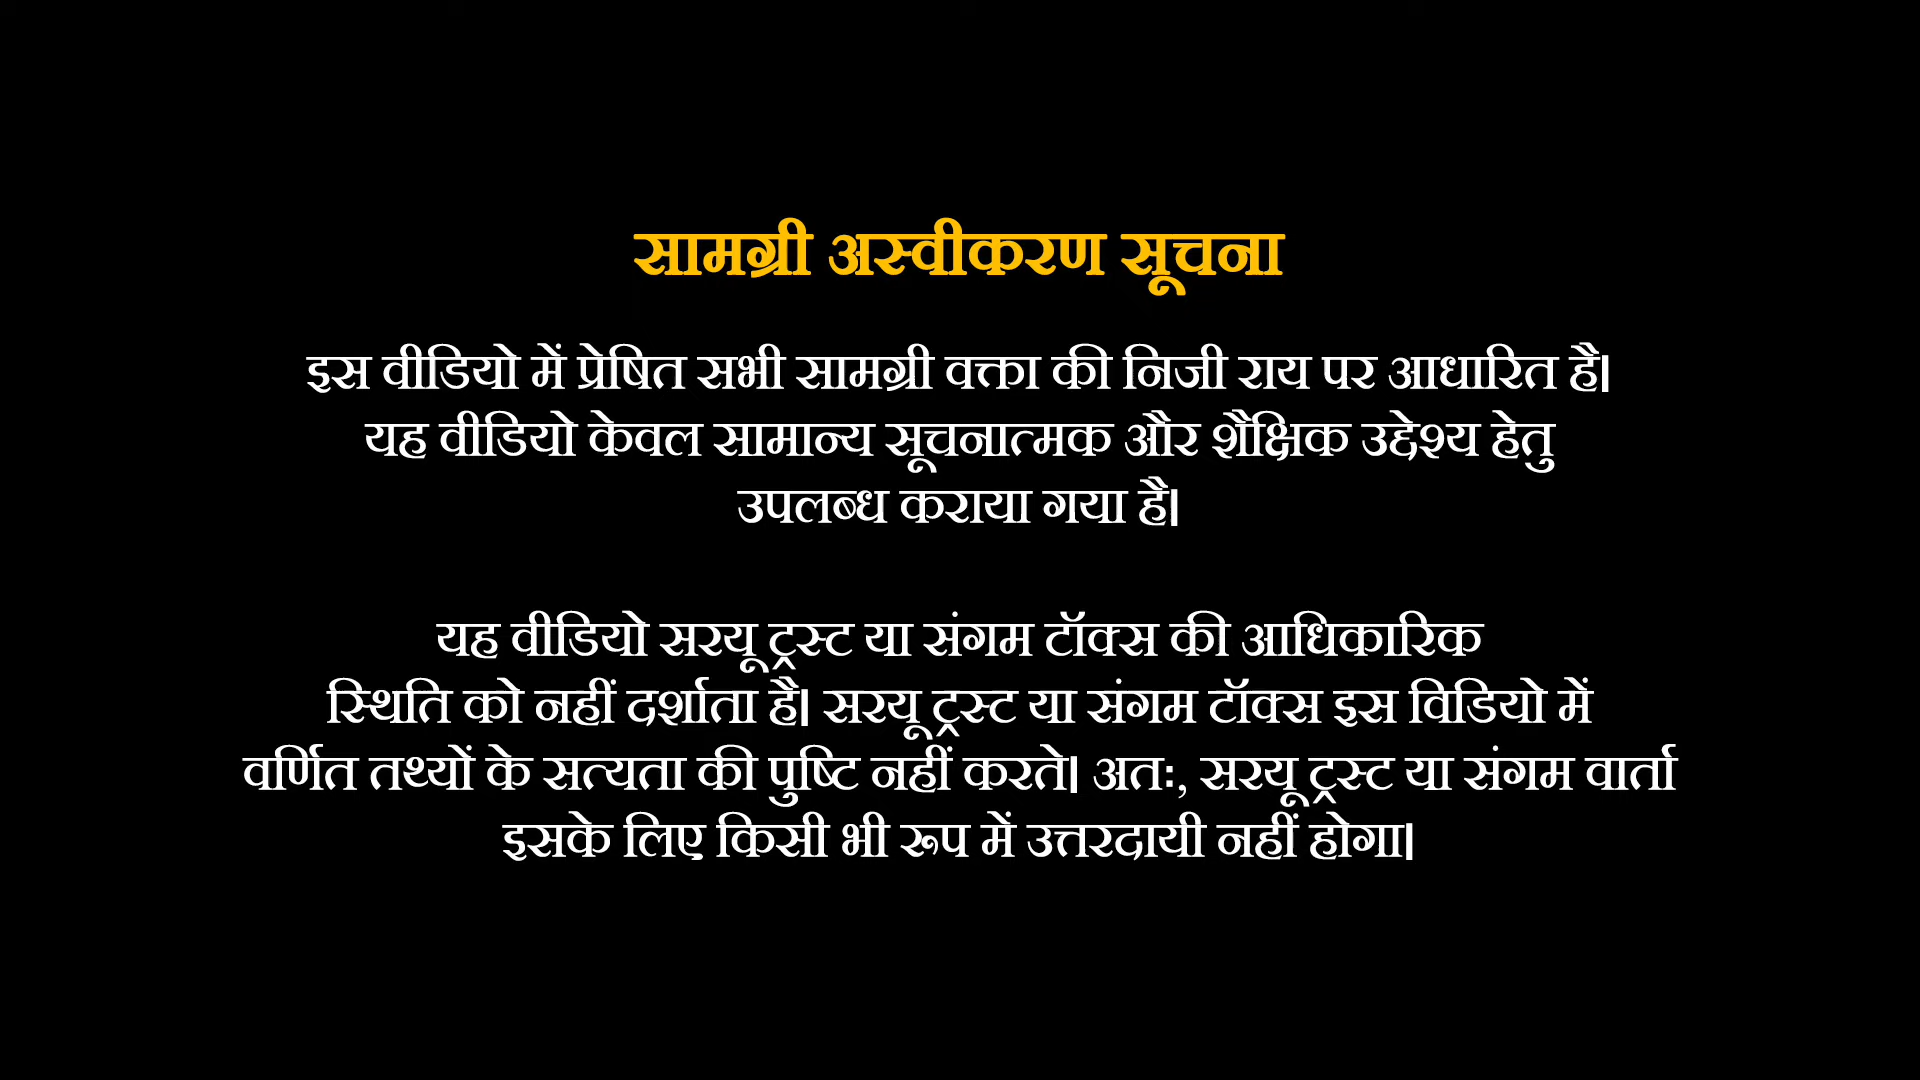 सामग्री अस्वीकरण सूचना
इस वीडियो में प्रेषित सभी सामग्री वक्ता की निजी राय पर आधारित है।
यह वीडियो केवल सामान्य सूचनात्मक और शैक्षिक उद्देश्य हेतु
उपलब्ध कराया गया है।
यह वीडियो सरयू ट्रस्ट या संगम टॉक्स की आधिकारिक
स्थिति को नहीं दर्शाता है। सरयू ट्रस्ट या संगम टॉक्स इस विडियो में
वर्णित तथ्यों के सत्यता की पुष्टि नहीं करते। अतः, सरयू ट्रस्ट या संगम वार्ता
इसके लिए किसी भी रूप में उत्तरदायी नहीं होगा।